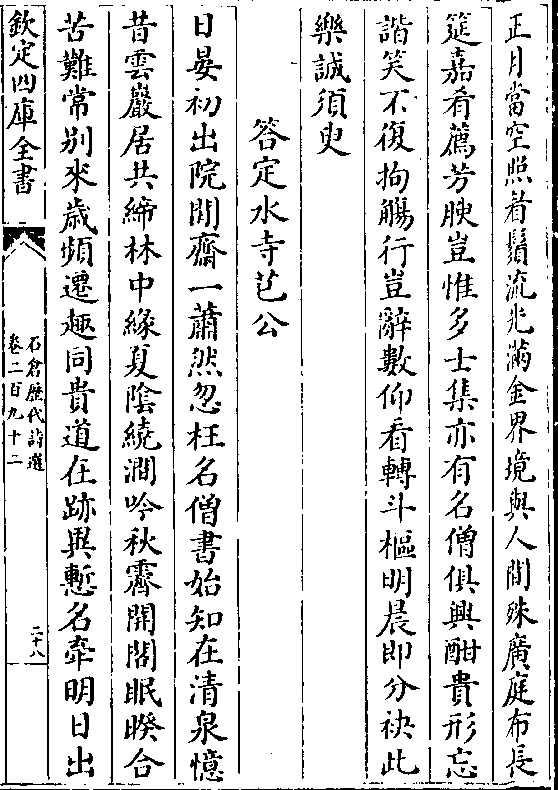 正月當空照着鬚流光滿金界境與人間殊廣庭布長
筵嘉肴薦芳腴豈惟多士集亦有名僧俱興酣貴形忘
諧笑不復拘觴行豈辭數仰看轉斗樞明晨即分袂此
樂誠須臾
答定水寺芑公
日晏初出院閒齋一蕭然忽枉名僧書始知在清泉憶
昔雲巖居共締林中緣夏陰繞澗吟秋霽開閣眠睽合
苦難常別來歲頻遷趣同貴道在跡異慙名牽明日出
欽定四庫全書
石倉歷代詩選
卷二百九十二
二十八